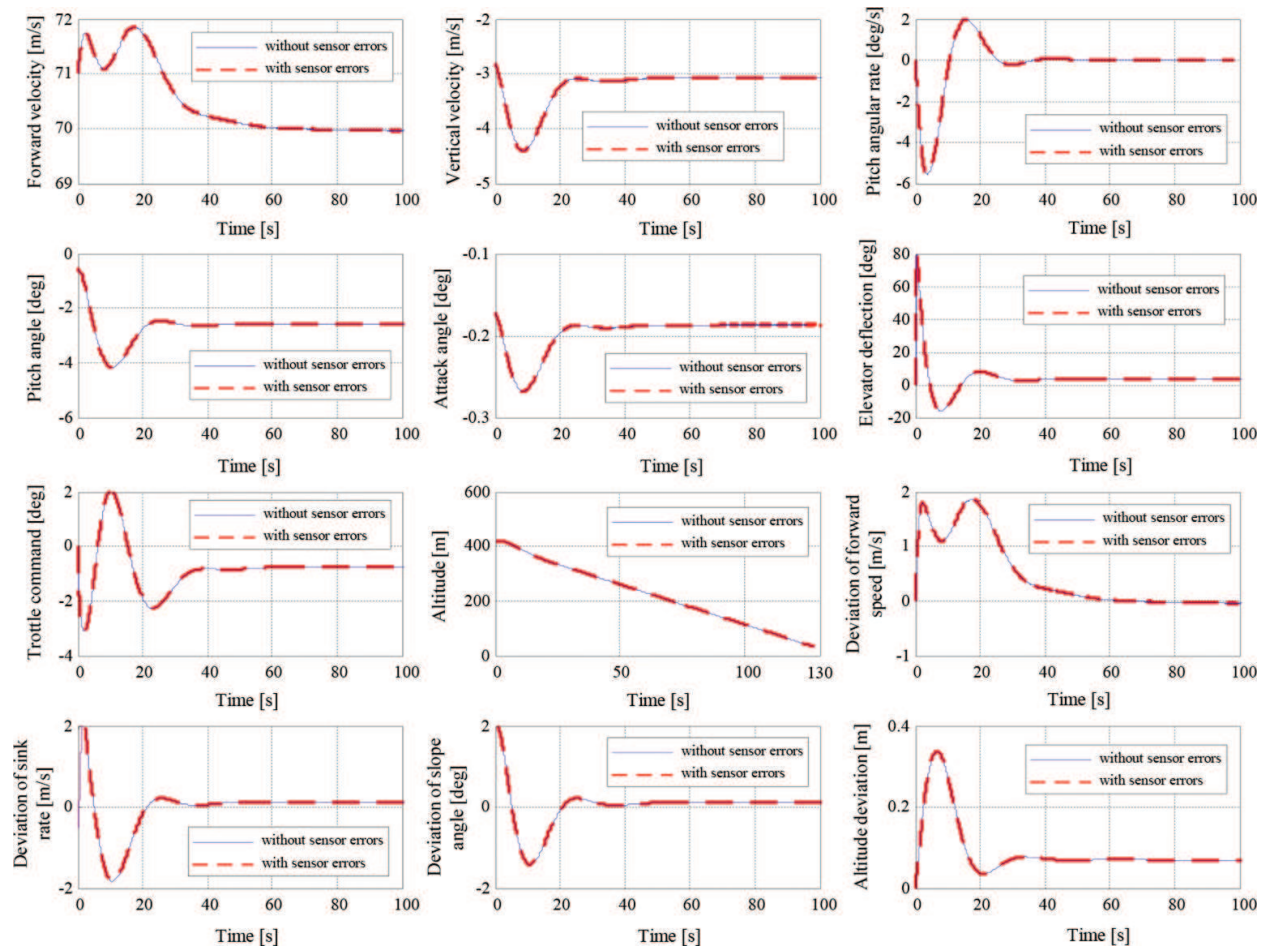 Forward velocity [m/s]
72
71
70
69
without sensor errors
with sensor errors
0 20 40 60 80 100
Time [s]
Vertical velocity [m/s]
-2
-3
-4
-5
without sensor errors
with sensor errors
0 20 40 60 80 100
Time [s]
Pitch angular rate [deg/s]
2
0
-2
-4
-6
without sensor errors
with sensor errors
0 20 40 60 80 100
Time [s]
Pitch angle [deg]
0
-2
-4
-6
without sensor errors
with sensor errors
0 20 40 60 80 100
Time [s]
Attack angle [deg]
-0.1
-0.2
-0.3
without sensor errors
with sensor errors
0 20 40 60 80 100
Time [s]
Elevator deflection [deg]
80
60
40
20
0
-20
without sensor errors
with sensor errors
0 20 40 60 80 100
Time [s]
Trottle command [deg]
2
0
-2
-4
without sensor errors
with sensor errors
0 20 40 60 80 100
Time [s]
Altitude [m]
600
400
200
0
without sensor errors
with sensor errors
50 100 130
Time [s]
Deviation of forward
speed [m/s]
2
1
0
-1
without sensor errors
with sensor errors
0 20 40 60 80 100
Time [s]
Deviation of sink
rate [m/s]
2
0
-2
without sensor errors
with sensor errors
0 20 40 60 80 100
Time [s]
Deviation of slope
angle [deg]
2
0
-2
without sensor errors
with sensor errors
0 20 40 60 80 100
Time [s]
Altitude deviation [m]
0.4
0.2
0
without sensor errors
with sensor errors
0 20 40 60 80 100
Time [s]